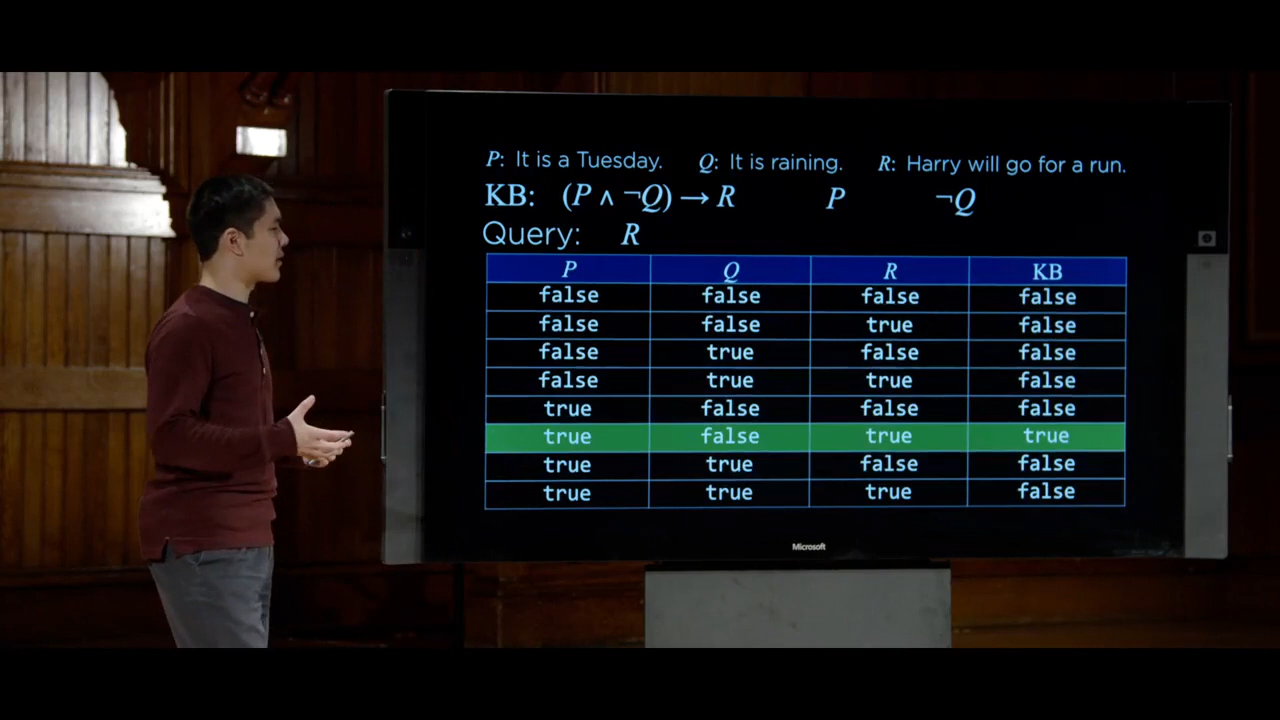 P: It is a Tuesday. Q: It is raining. R: Harry will go for a run.
KB: (P ∧ ¬Q) → R P ¬Q
Query: R
P Q R KB
false false false false
false false true false
false true false false
false true true false
true false false false
true false true true
true true false false
true true true false
Microsoft